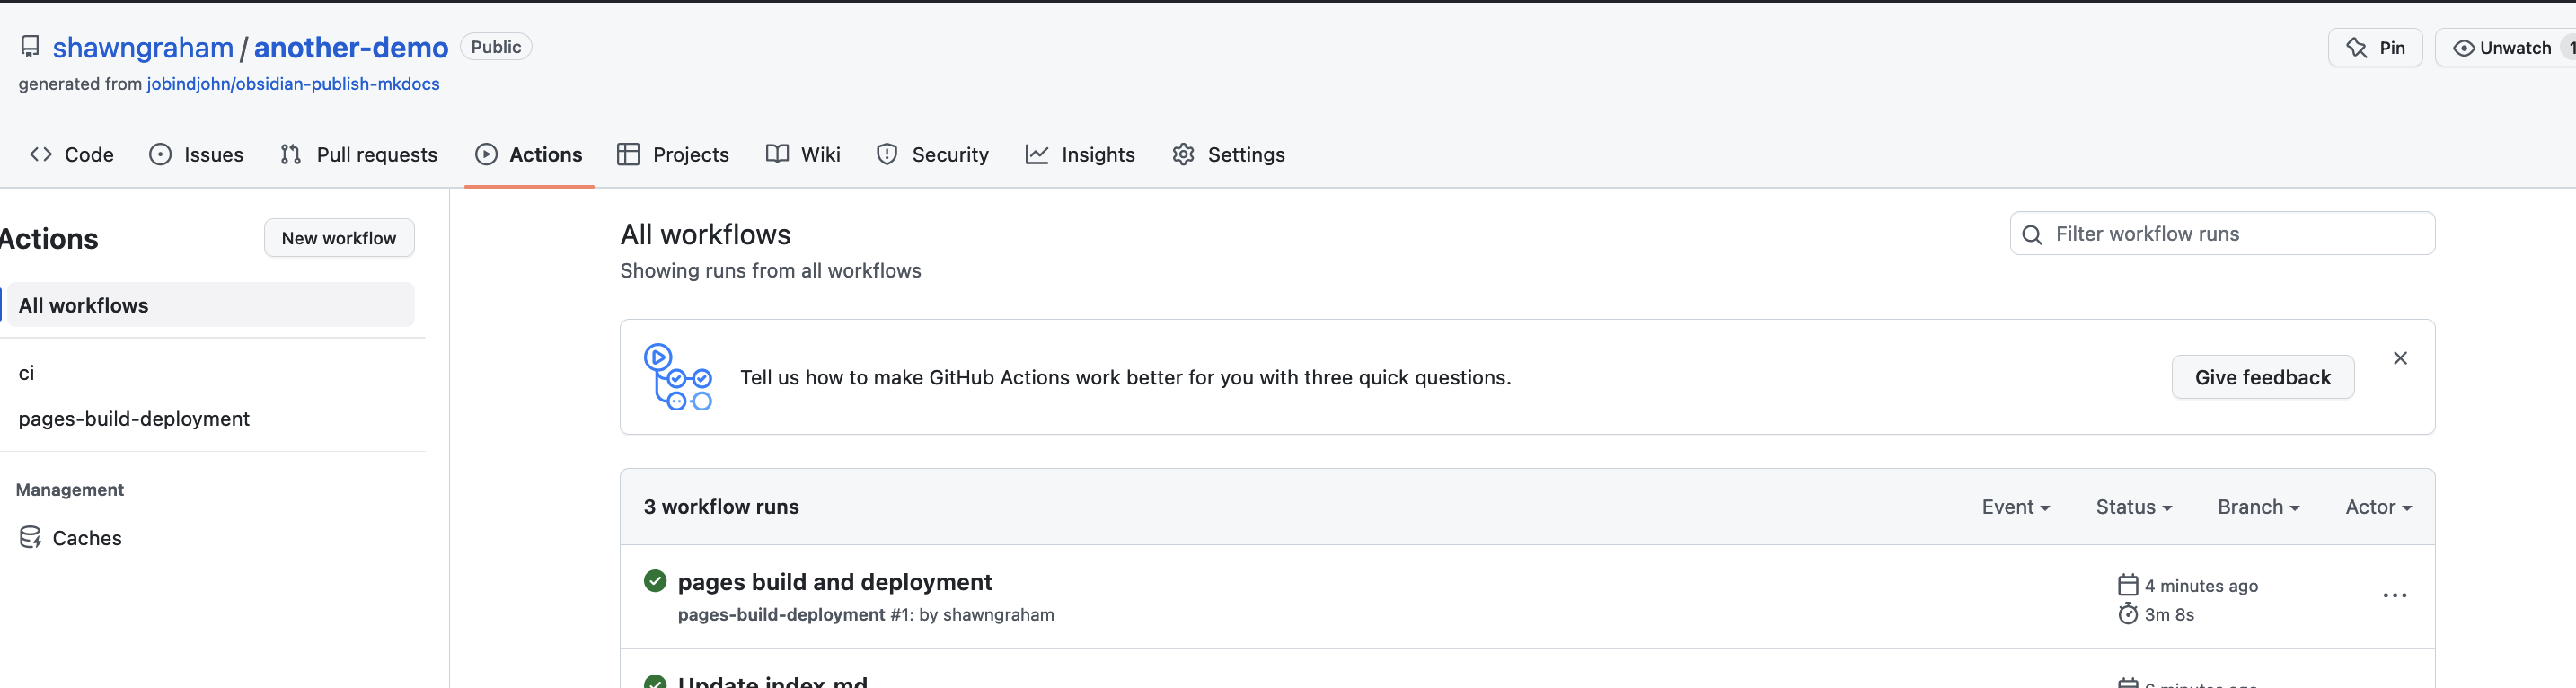 shawngraham / another-demo Public
Pin
Unwatch 1
generated from jobindjohn/obsidian-publish-mkdocs
Code Issues Pull requests Actions Projects Wiki Security Insights Settings
Actions
New workflow
All workflows
ci
pages-build-deployment
Management
Caches
All workflows
Showing runs from all workflows
Filter workflow runs
Tell us how to make GitHub Actions work better for you with three quick questions.
Give feedback
3 workflow runs
Event Status Branch Actor
pages build and deployment
pages-build-deployment #1: by shawngraham
4 minutes ago
3m 8s
Update index.md
6 minutes ago